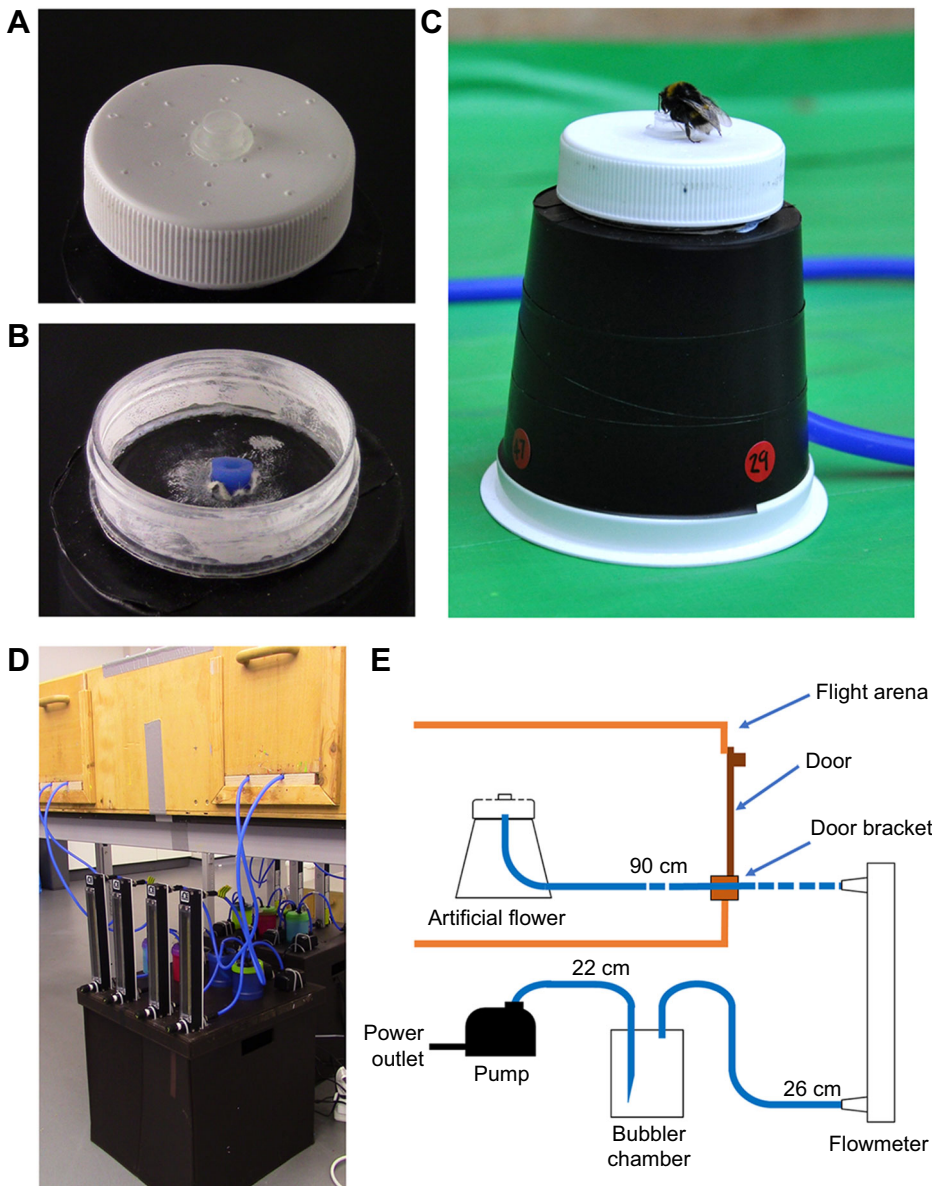 A
B
C
29
D
E
Flight arena
Door
Door bracket
90 cm
Artificial flower
22 cm
Power
outlet
Pump
Bubbler
chamber
26 cm
Flowmeter